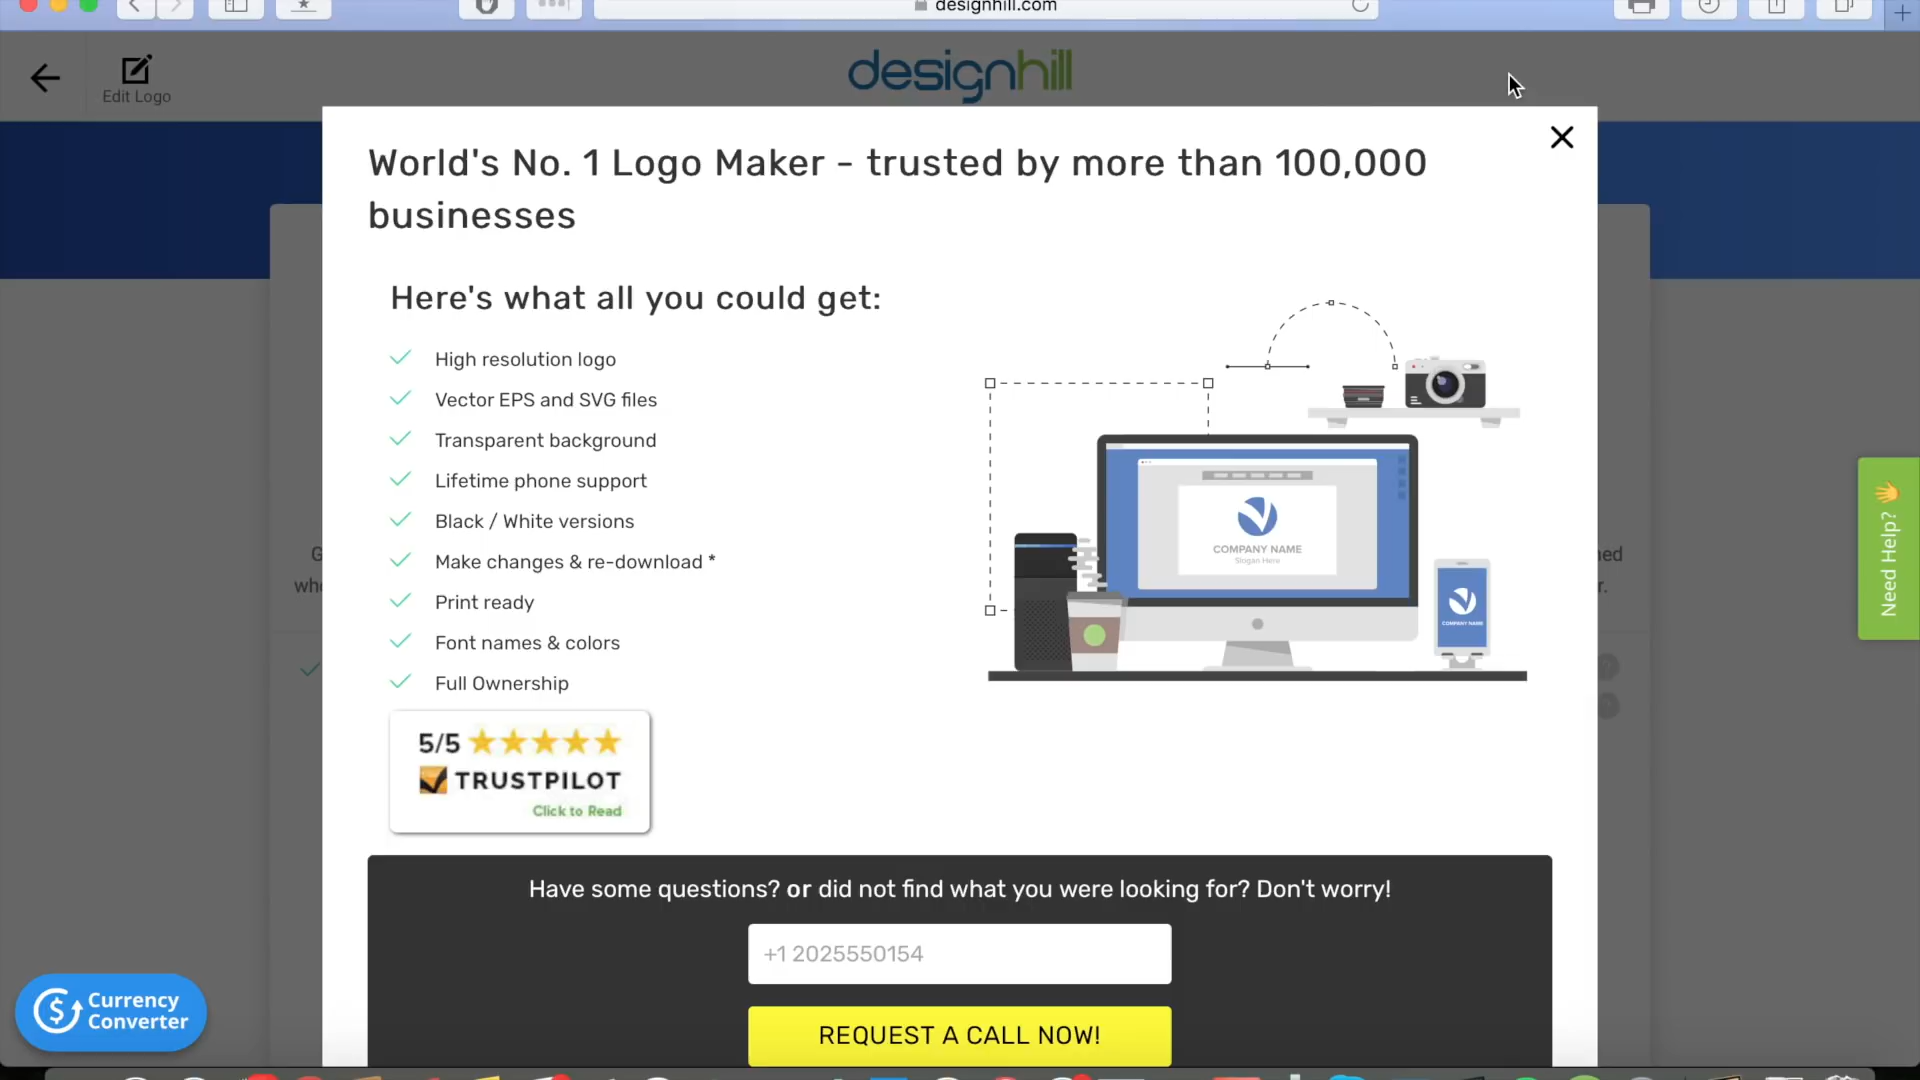 designhill.com
Edit Logo
designhill
World's No. 1 Logo Maker - trusted by more than 100,000
businesses
Here's what all you could get:
High resolution logo
Vector EPS and SVG files
Transparent background
Lifetime phone support
Black / White versions
Make changes & re-download *
Print ready
Font names & colors
Full Ownership
COMPANY NAME
Slogan Here
COMPANY NAME
5/5
TRUSTPILOT
Click to Read
Need Help?
Have some questions? or did not find what you were looking for? Don't worry!
+1 2025550154
REQUEST A CALL NOW!
Currency
Converter